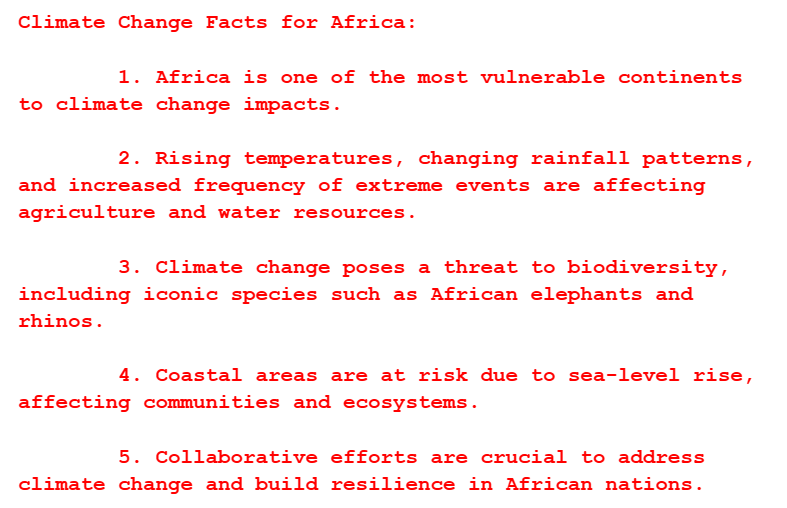 Climate Change Facts for Africa:
1. Africa is one of the most vulnerable continents
to climate change impacts.
2. Rising temperatures, changing rainfall patterns,
and increased frequency of extreme events are affecting
agriculture and water resources.
3. Climate change poses a threat to biodiversity,
including iconic species such as African elephants and
rhinos.
4. Coastal areas are at risk due to sea-level rise,
affecting communities and ecosystems.
5. Collaborative efforts are crucial to address
climate change and build resilience in African nations.